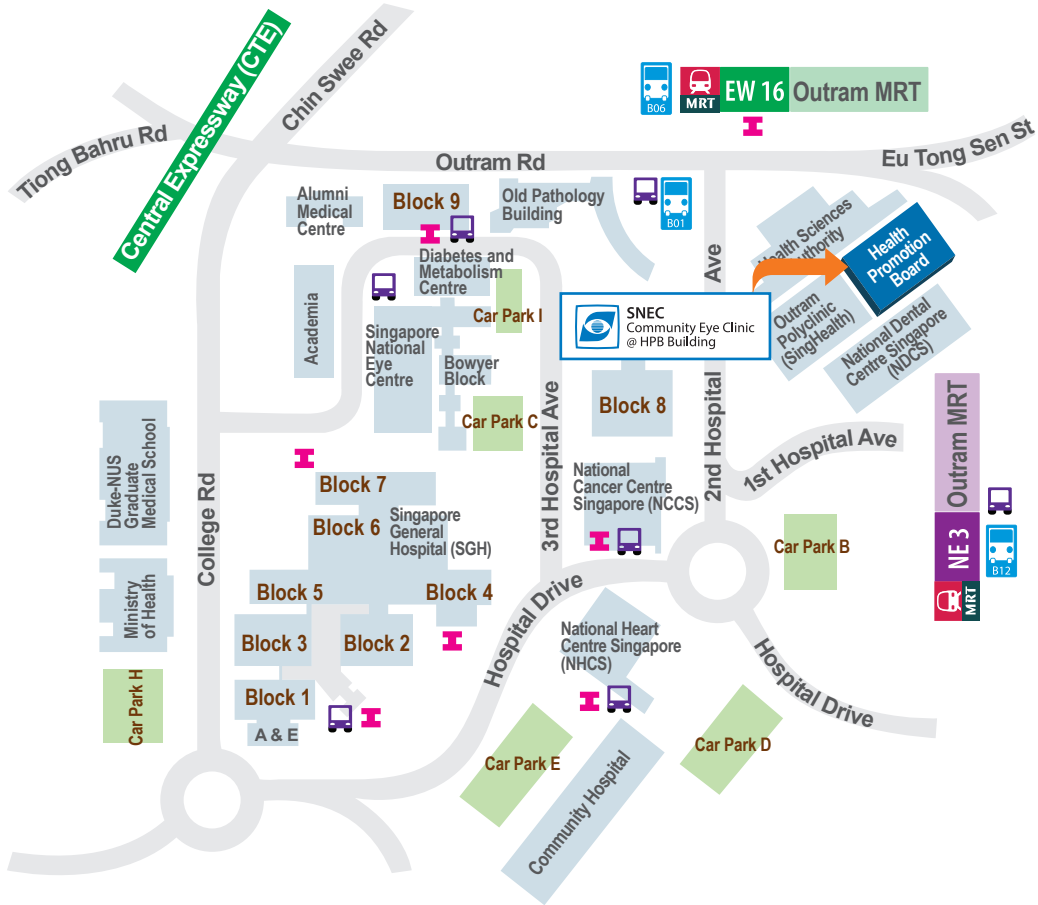 Central Expressway (CTE)
Chin Swee Rd
Tiong Bahru Rd
B06
MRT
EW 16
Outram MRT
Outram Rd
Eu Tong Sen St
Alumni
Medical
Centre
Block 9
Old Pathology
Building
B01
Health Sciences
Authority
Health
Promotion
Board
Diabetes and
Metabolism
Centre
Ave
2nd Hospital
Car Park I
SNEC
Community Eye Clinic
@ HPB Building
Outram
Polyclinic
(SingHealth)
National Dental
Centre Singapore
(NDCS)
Academia
Singapore
National
Eye
Centre
Bowyer
Block
Block 8
Car Park C
3rd Hospital Ave
1st Hospital Ave
Outram MRT
NE 3
MRT
B12
Duke-NUS
Graduate
Medical School
College Rd
Block 7
National
Cancer Centre
Singapore (NCCS)
Block 6
Singapore
General
Hospital (SGH)
Car Park B
Ministry
of Health
Block 5
Block 4
Hospital Drive
Block 3
Block 2
National Heart
Centre Singapore
(NHCS)
Hospital Drive
Car Park H
Block 1
A & E
Car Park E
Car Park D
Community Hospital